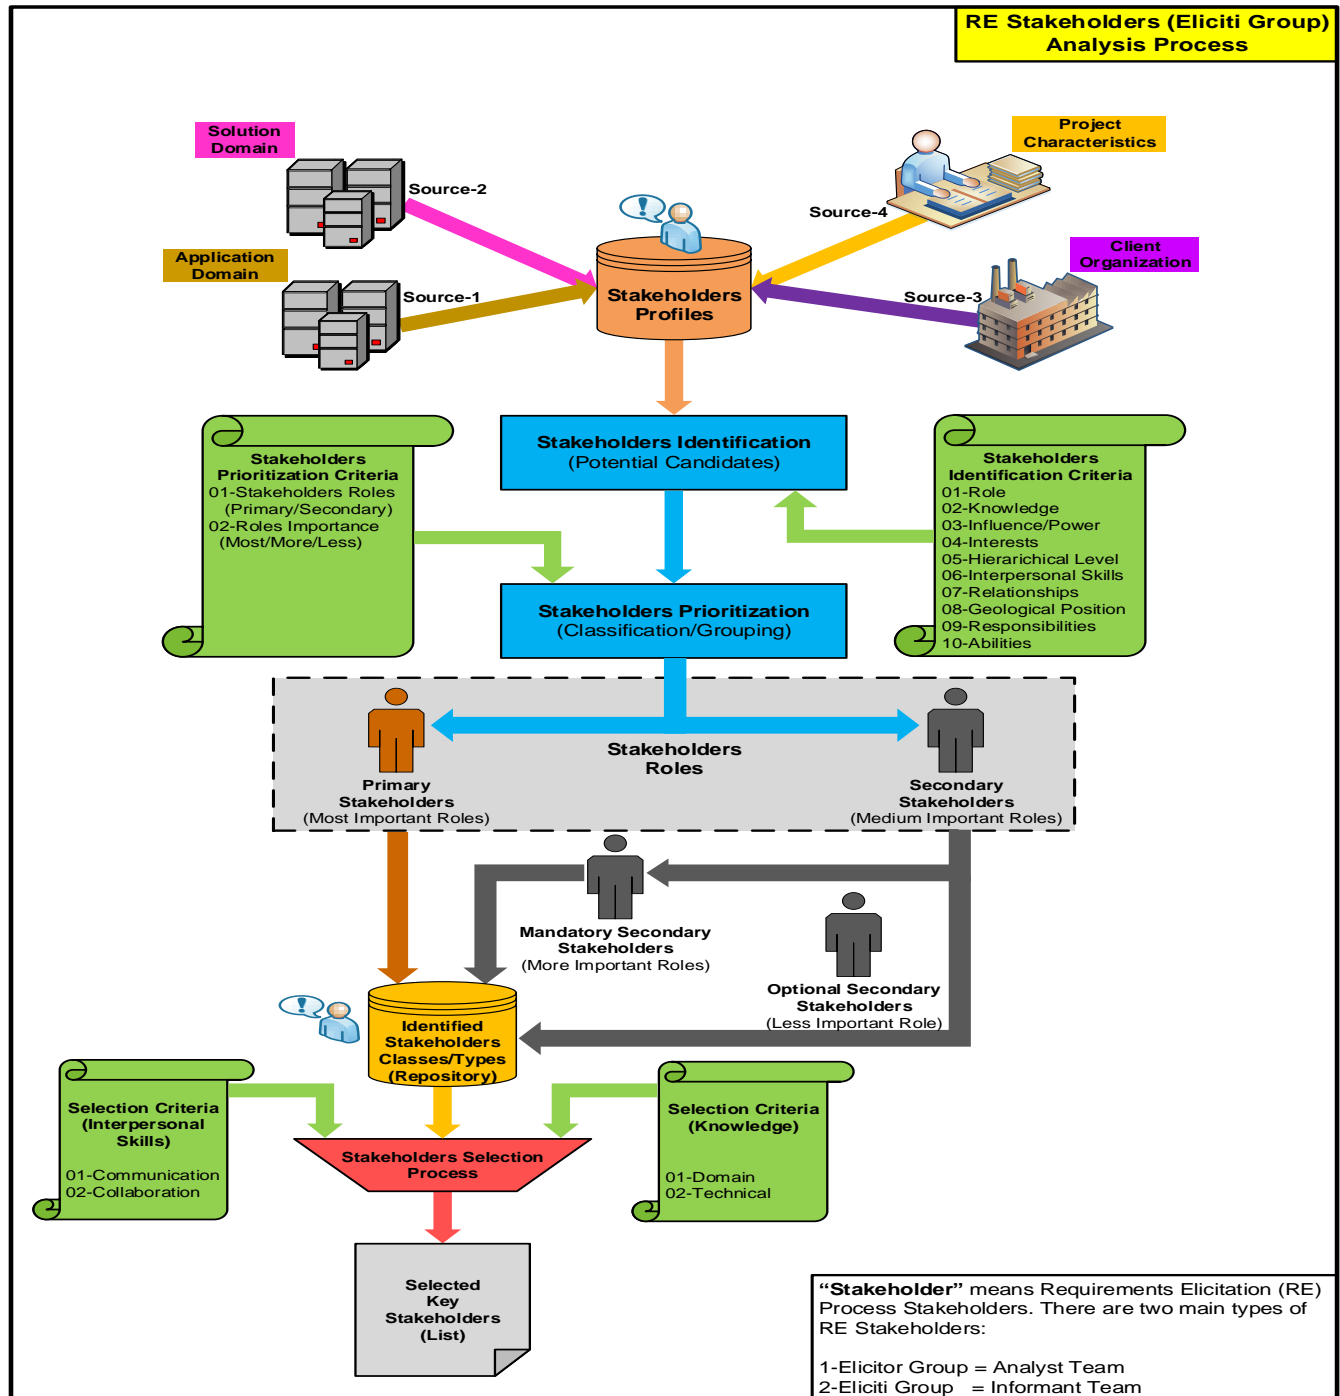 RE Stakeholders (Eliciti Group)
Analysis Process
Solution
Domain
Source-2
Application
Domain
Source-1
Project
Characteristics
Source-4
Client
Organization
Source-3
Stakeholders
Profiles
Stakeholders
Prioritization Criteria
01-Stakeholders Roles
(Primary/Secondary)
02-Roles Importance
(Most/More/Less)
Stakeholders Identification
(Potential Candidates)
Stakeholders
Identification Criteria
01-Role
02-Knowledge
03-Influence/Power
04-Interests
05-Hierarichical Level
06-Interpersonal Skills
07-Relationships
08-Geological Position
09-Responsibilities
10-Abilities
Stakeholders Prioritization
(Classification/Grouping)
Stakeholders
Roles
Primary
Stakeholders
(Most Important Roles)
Secondary
Stakeholders
(Medium Important Roles)
Mandatory Secondary
Stakeholders
(More Important Roles)
Optional Secondary
Stakeholders
(Less Important Role)
Identified
Stakeholders
Classes/Types
(Repository)
Selection Criteria
(Interpersonal
Skills)
01-Communication
02-Collaboration
Selection Criteria
(Knowledge)
01-Domain
02-Technical
Stakeholders Selection
Process
Selected
Key
Stakeholders
(List)
“Stakeholder” means Requirements Elicitation (RE)
Process Stakeholders. There are two main types of
RE Stakeholders:
1-Elicitor Group = Analyst Team
2-Eliciti Group = Informant Team